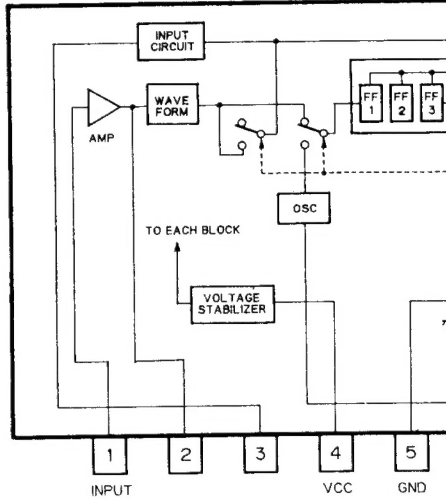 INPUT
CIRCUIT
WAVE
FORM
AMP
FF
1
FF
2
FF
3
OSC
TO EACH BLOCK
VOLTAGE
STABILIZER
1
2
3
4
5
INPUT
VCC
GND